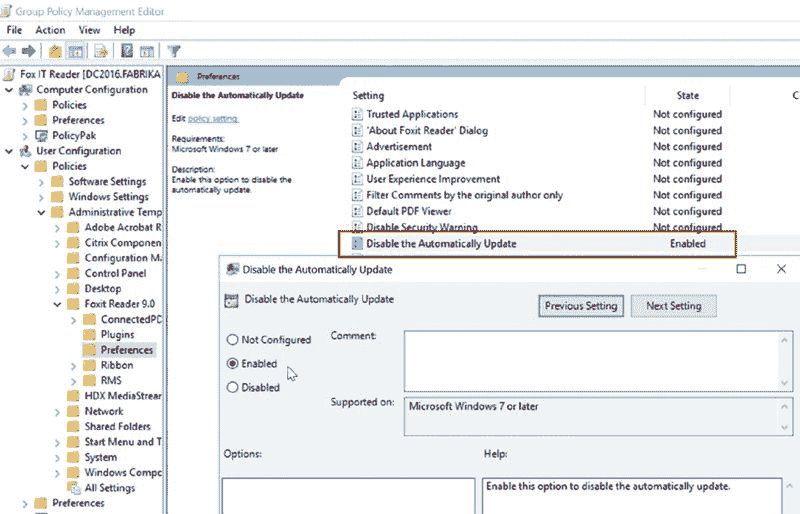 Group Policy Management Editor
File Action View Help
Fox IT Reader [DC2016.FABRIKA
Computer Configuration
Policies
Preferences
PolicyPak
User Configuration
Policies
Software Settings
Windows Settings
Administrative Temp
Adobe Acrobat R
Citrix Componen
Configuration Ma
Control Panel
Desktop
Foxit Reader 9.0
ConnectedPD
Plugins
Preferences
Ribbon
RMS
HDX MediaStream
Network
Shared Folders
Start Menu and T
System
Windows Compo
All Settings
Preferences
Preferences
Disable the Automatically Update
Edit policy setting.
Requirements:
Microsoft Windows 7 or later
Description:
Enable this option to disable the
automatically update.
Setting State C
Trusted Applications Not configured
'About Foxit Reader' Dialog Not configured
Advertisement Not configured
Application Language Not configured
User Experience Improvement Not configured
Filter Comments by the original author only Not configured
Default PDF Viewer Not configured
Disable Security Warning Not configured
Disable the Automatically Update Enabled
Disable the Automatically Update
Disable the Automatically Update
Previous Setting Next Setting
Not Configured
Enabled
Disabled
Comment:
Supported on:
Microsoft Windows 7 or later
Options:
Help:
Enable this option to disable the automatically update.